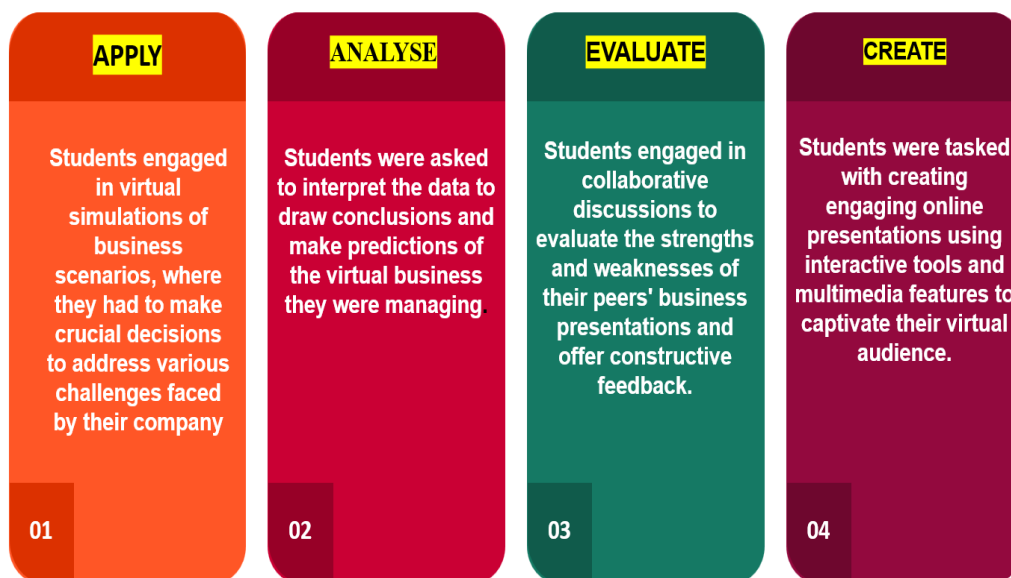 APPLY
Students engaged
in virtual
simulations of
business
scenarios, where
they had to make
crucial decisions
to address various
challenges faced
by their company
01
ANALYSE
Students were asked
to interpret the data to
draw conclusions and
make predictions of
the virtual business
they were managing.
02
EVALUATE
Students engaged in
collaborative
discussions to
evaluate the strengths
and weaknesses of
their peers' business
presentations and
offer constructive
feedback.
03
CREATE
Students were tasked
with creating
engaging online
presentations using
interactive tools and
multimedia features to
captivate their virtual
audience.
04